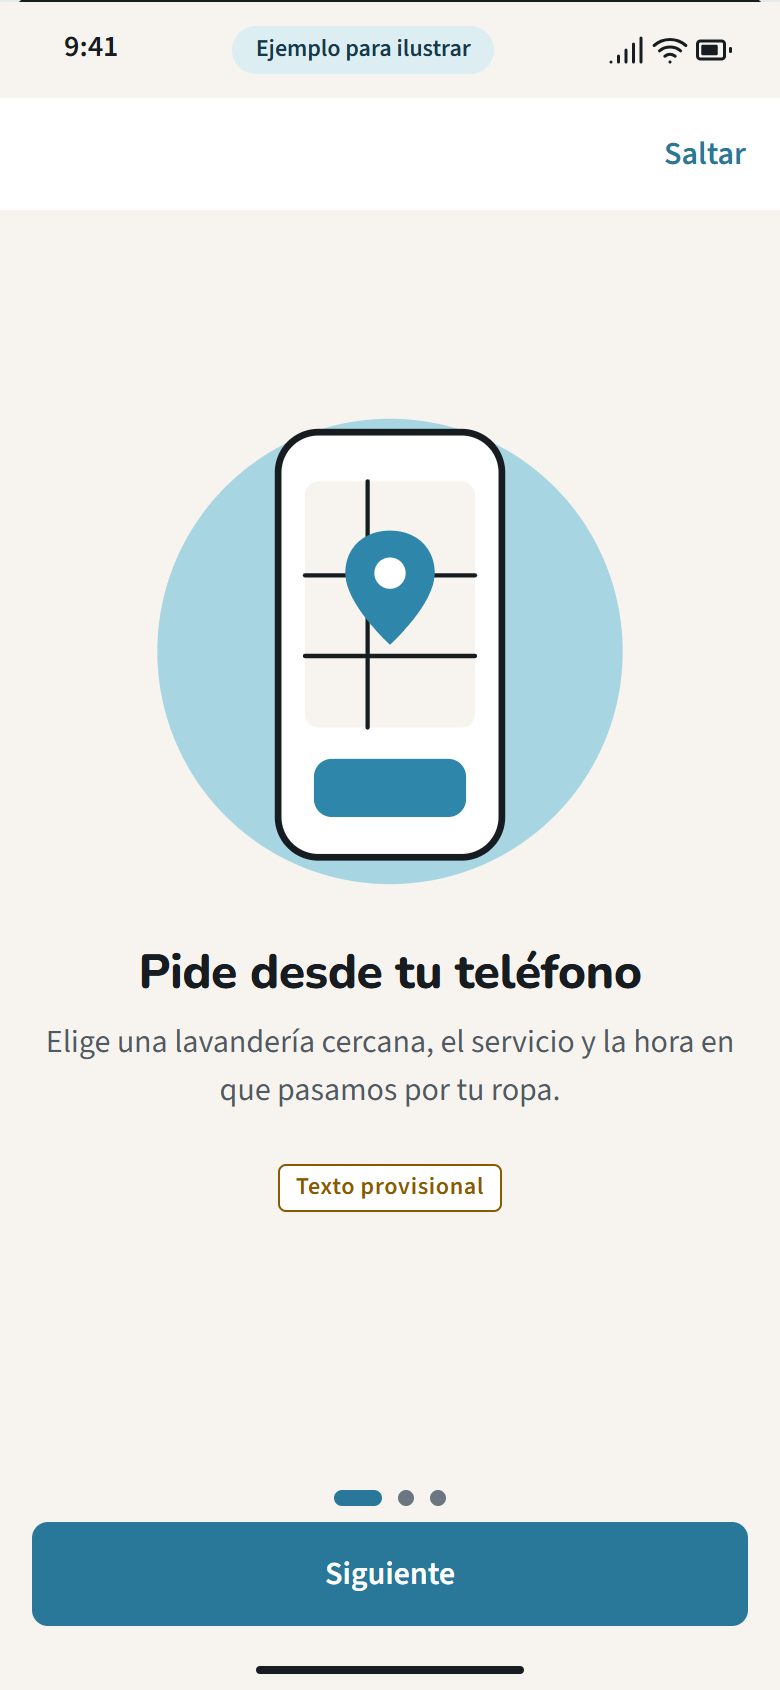 9:41
Ejemplo para ilustrar
Saltar
Pide desde tu teléfono
Elige una lavandería cercana, el servicio y la hora en
que pasamos por tu ropa.
Texto provisional
Siguiente